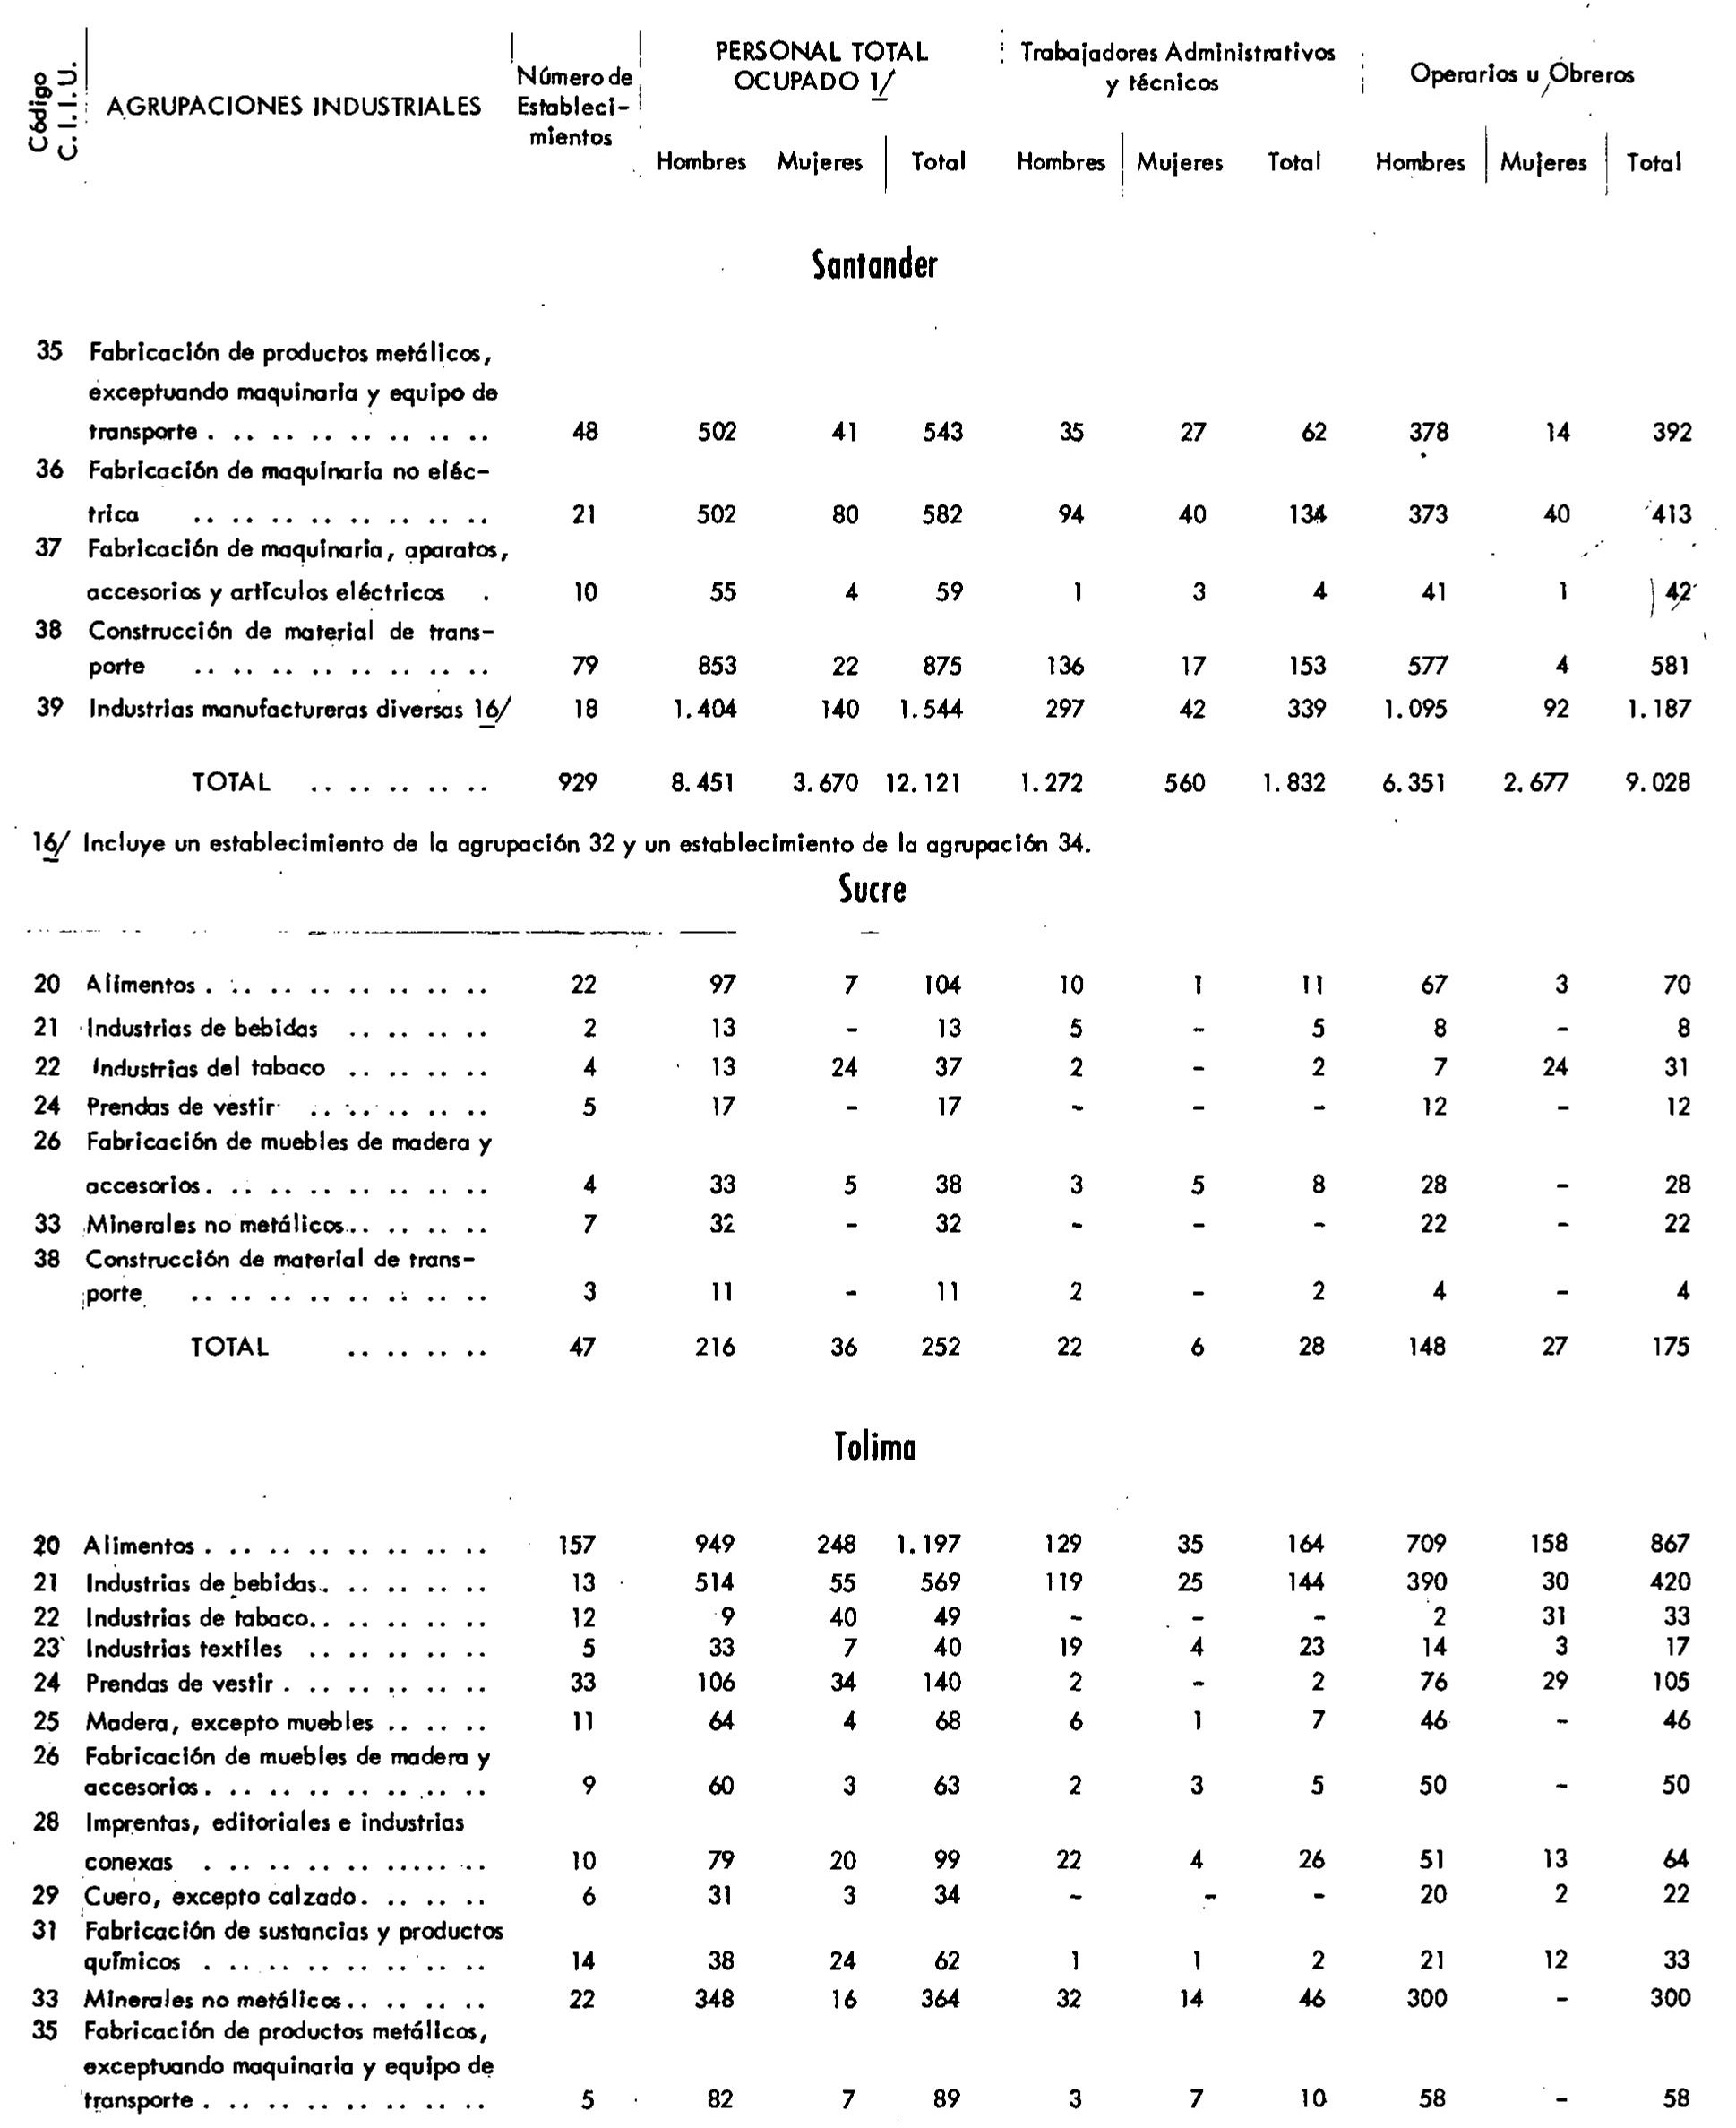 Código C.I.I.U. AGRUPACIONES INDUSTRIALES Número de Estableci- mientos PERSONAL TOTAL OCUPADO 1/ Trabajadores Administrativos y técnicos Operarios u Obreros
Hombres Mujeres Total Hombres Mujeres Total Hombres Mujeres Total
Santander
35 Fabricación de productos metálicos,
exceptuando maquinaria y equipo de
transporte . .. .. .. .. .. .. .. 48 502 41 543 35 27 62 378 14 392
36 Fabricación de maquinaria no eléc-
trica .. .. .. .. .. .. .. .. 21 502 80 582 94 40 134 373 40 413
37 Fabricación de maquinaria, aparatos,
accesorios y artículos eléctricos . 10 55 4 59 1 3 4 41 1 42
38 Construcción de material de trans-
porte .. .. .. .. .. .. .. .. 79 853 22 875 136 17 153 577 4 581
39 Industrias manufactureras diversas 16/ 18 1.404 140 1.544 297 42 339 1.095 92 1.187
TOTAL .. .. .. .. .. 929 8.451 3.670 12.121 1.272 560 1.832 6.351 2.677 9.028
16/ Incluye un establecimiento de la agrupación 32 y un establecimiento de la agrupación 34.
Sucre
20 Alimentos . .. .. .. .. .. .. .. 22 97 7 104 10 1 11 67 3 70
21 Industrias de bebidas .. .. .. .. 2 13 - 13 5 - 5 8 - 8
22 Industrias del tabaco .. .. .. .. 4 13 24 37 2 - 2 7 24 31
24 Prendas de vestir .. .. .. .. .. 5 17 - 17 - - - 12 - 12
26 Fabricación de muebles de madera y
accesorios. .. .. .. .. .. .. .. 4 33 5 38 3 5 8 28 - 28
33 Minerales no metálicos.. .. .. .. 7 32 - 32 - - - 22 - 22
38 Construcción de material de trans-
porte .. .. .. .. .. .. .. .. 3 11 - 11 2 - 2 4 - 4
TOTAL .. .. .. .. 47 216 36 252 22 6 28 148 27 175
Tolima
20 Alimentos . .. .. .. .. .. .. .. 157 949 248 1.197 129 35 164 709 158 867
21 Industrias de bebidas.. .. .. .. .. 13 514 55 569 119 25 144 390 30 420
22 Industrias de tabaco.. .. .. .. .. 12 9 40 49 - - - 2 31 33
23 Industrias textiles .. .. .. .. .. 5 33 7 40 19 4 23 14 3 17
24 Prendas de vestir . .. .. .. .. .. 33 106 34 140 2 - 2 76 29 105
25 Madera, excepto muebles .. .. .. 11 64 4 68 6 1 7 46 - 46
26 Fabricación de muebles de madera y
accesorios. .. .. .. .. .. .. .. 9 60 3 63 2 3 5 50 - 50
28 Imprentas, editoriales e industrias
conexas . .. .. .. .. .. .. .. 10 79 20 99 22 4 26 51 13 64
29 Cuero, excepto calzado. .. .. .. 6 31 3 34 - - - 20 2 22
31 Fabricación de sustancias y productos
químicos . .. .. .. .. .. .. .. 14 38 24 62 1 1 2 21 12 33
33 Minerales no metálicos.. .. .. .. 22 348 16 364 32 14 46 300 - 300
35 Fabricación de productos metálicos,
exceptuando maquinaria y equipo de
transporte . .. .. .. .. .. .. .. 5 82 7 89 3 7 10 58 - 58